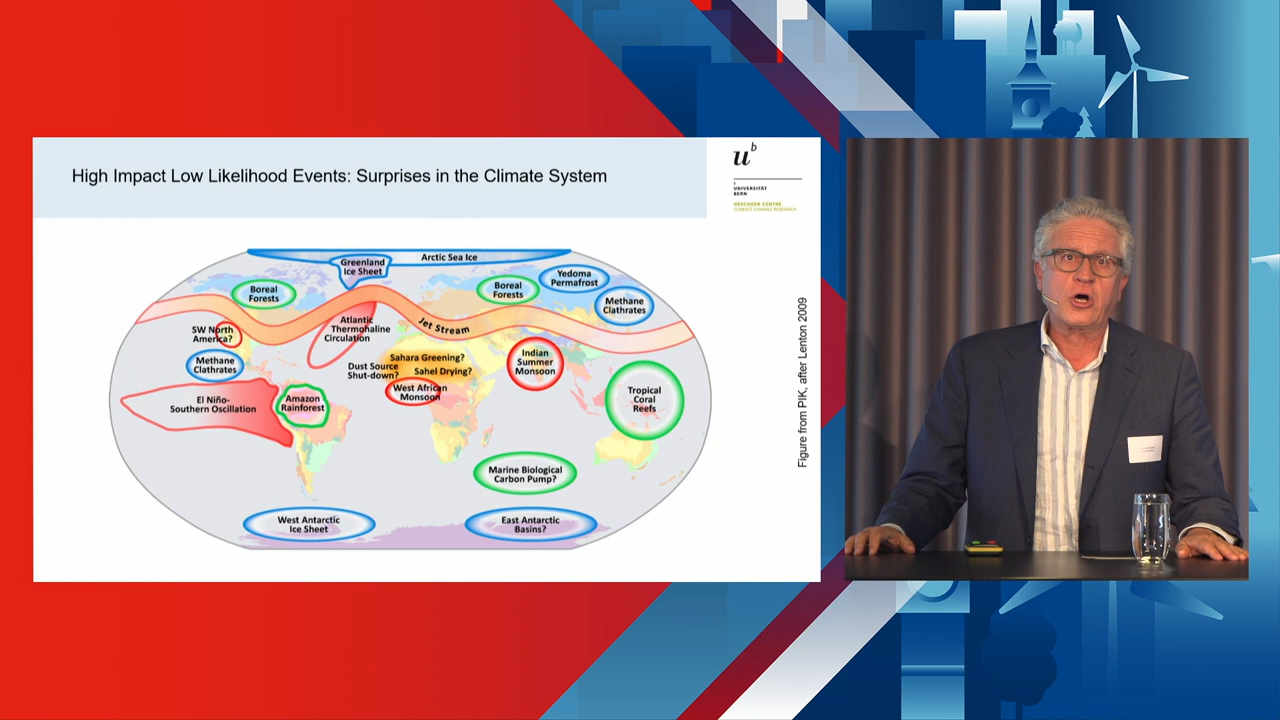 High Impact Low Likelihood Events: Surprises in the Climate System
u
b
b
UNIVERSITÄT
BERN
OESCHGER CENTRE
CLIMATE CHANGE RESEARCH
Arctic Sea Ice
Greenland
Ice Sheet
Boreal
Forests
Boreal
Forests
Yedoma
Permafrost
Methane
Clathrates
Atlantic
Thermohaline
Circulation
Jet Stream
SW North
America?
Methane
Clathrates
Sahara Greening?
Dust Source
Shut-down?
Sahel Drying?
West African
Monsoon
Indian
Summer
Monsoon
El Niño-
Southern Oscillation
Amazon
Rainforest
Tropical
Coral
Reefs
Marine Biological
Carbon Pump?
West Antarctic
Ice Sheet
East Antarctic
Basins?
Figure from PIK, after Lenton 2009